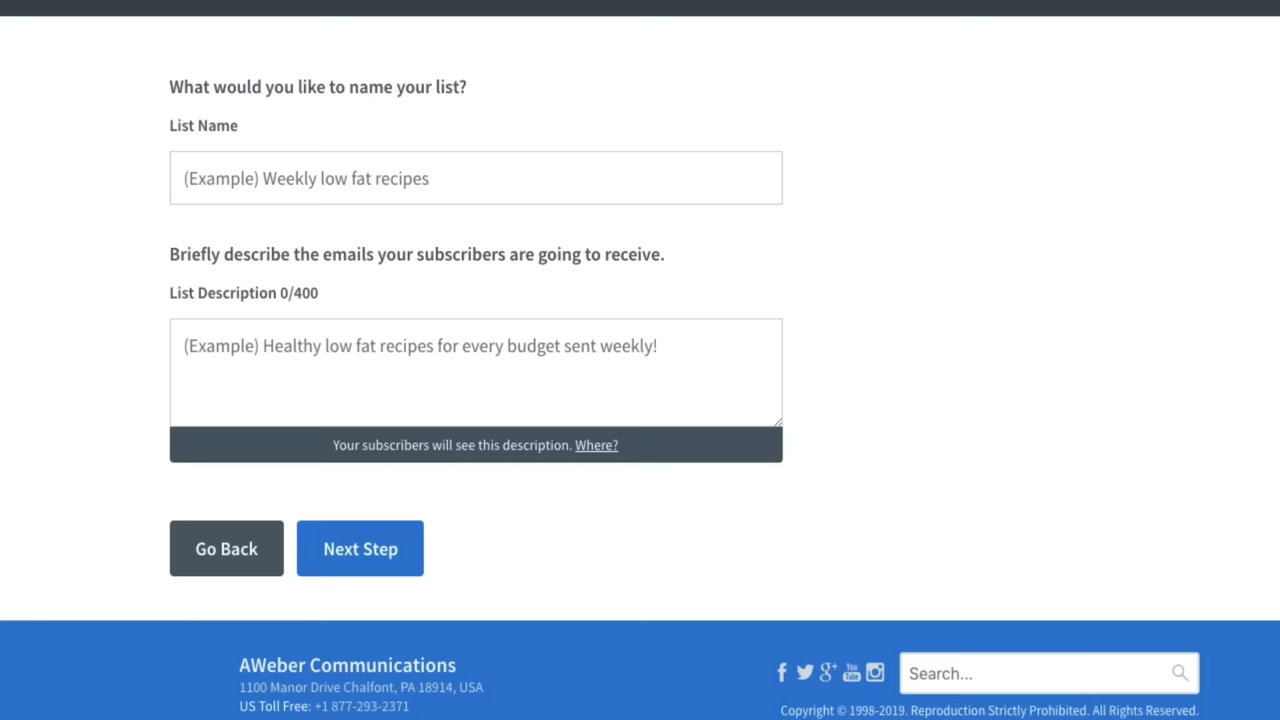 What would you like to name your list?
List Name
(Example) Weekly low fat recipes
Briefly describe the emails your subscribers are going to receive.
List Description 0/400
(Example) Healthy low fat recipes for every budget sent weekly!
Your subscribers will see this description. Where?
Go Back
Next Step
AWeber Communications
1100 Manor Drive Chalfont, PA 18914, USA
US Toll Free: +1 877-293-2371
You Tube
Search...
Copyright © 1998-2019. Reproduction Strictly Prohibited. All Rights Reserved.